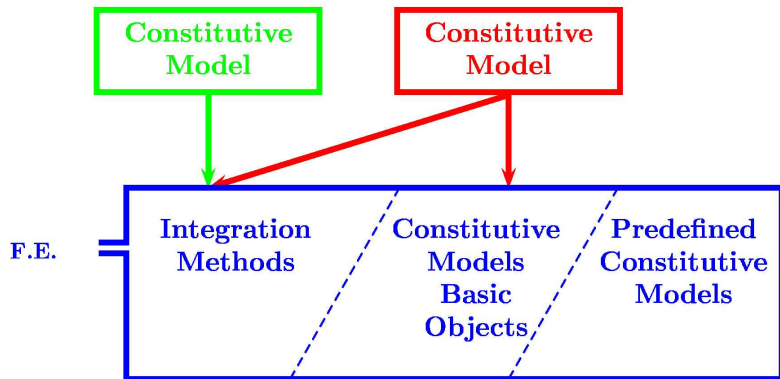 Constitutive
Model
Constitutive
Model
F.E.
Integration
Methods
Constitutive
Models
Basic
Objects
Predefined
Constitutive
Models